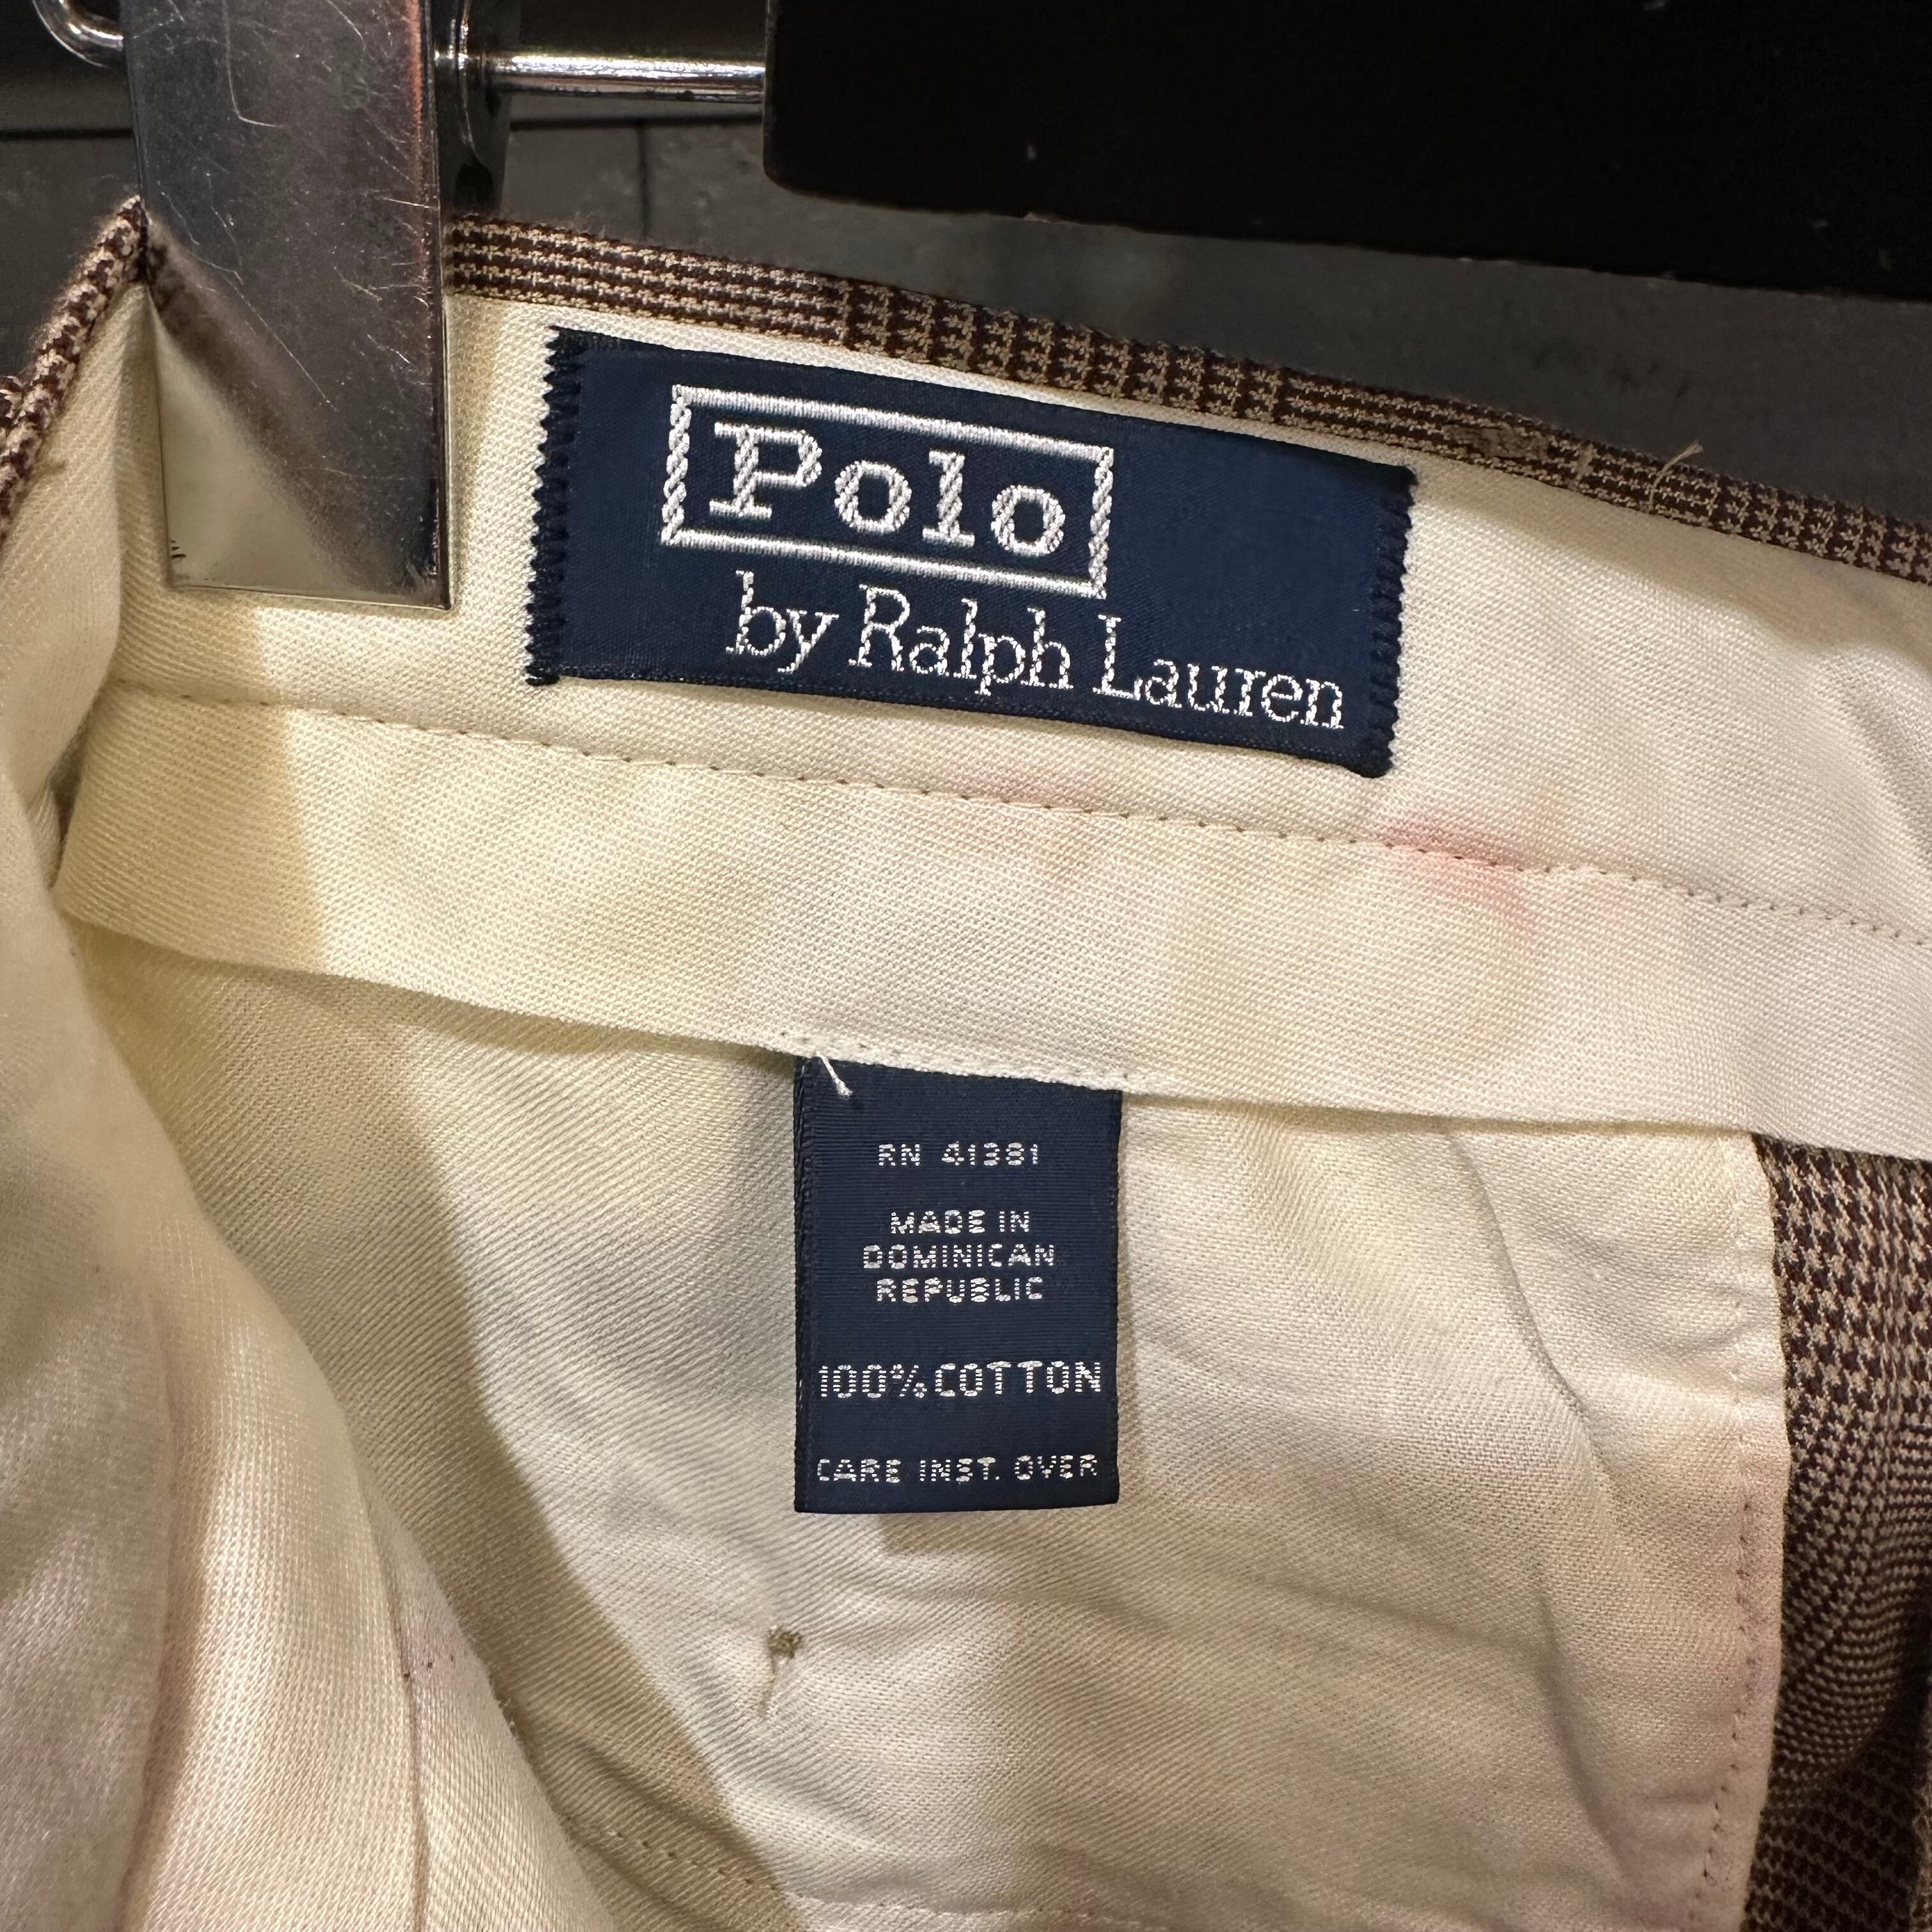 Polo
by Ralph Lauren
RN 41381
MADE IN
DOMINICAN
REPUBLIC
100% COTTON
CARE INST. OVER